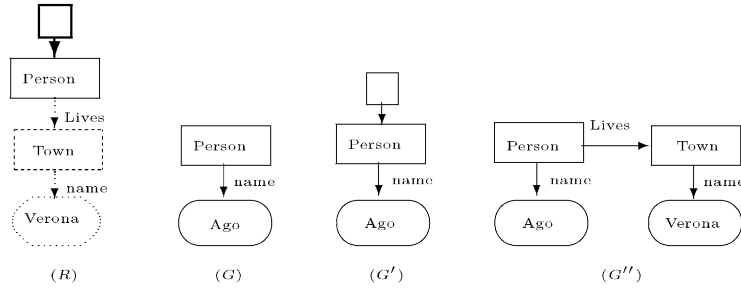 Person
Lives
Town
name
Verona
(R)
Person
name
Ago
(G)
Person
name
Ago
(G′)
Person
Lives
Town
name
name
Ago
Verona
(G′′)